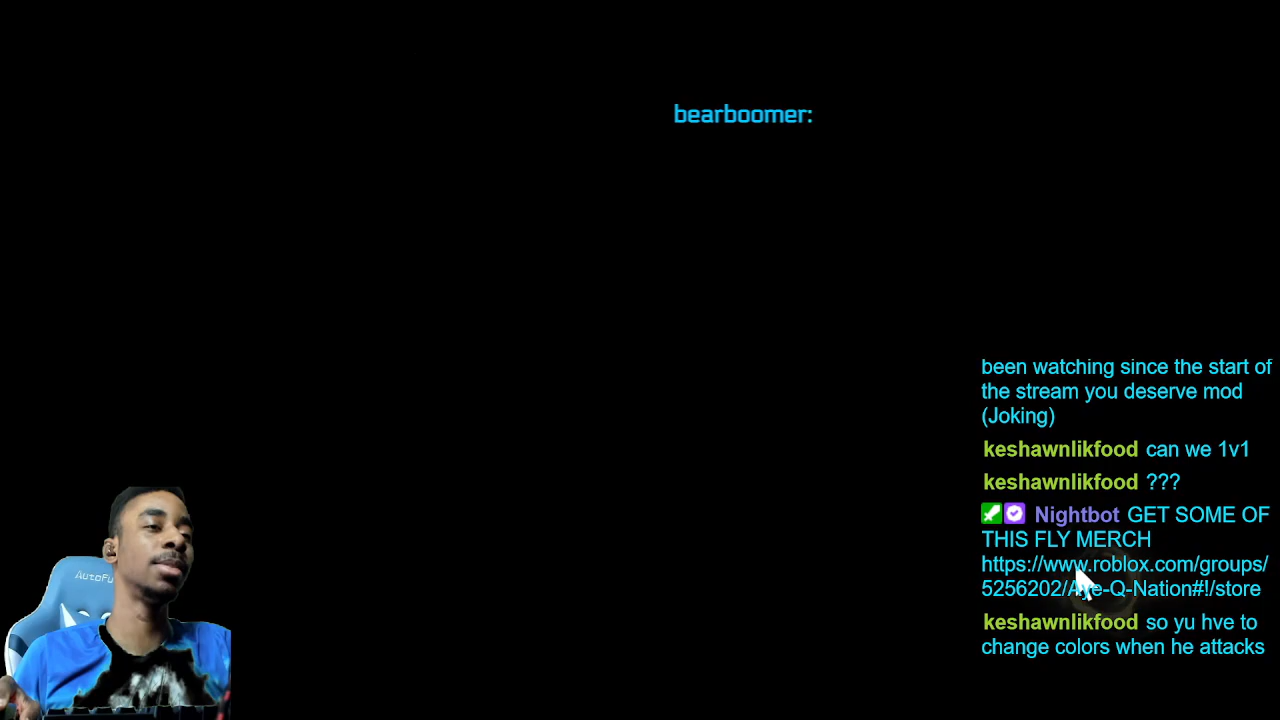 bearboomer:
been watching since the start of
the stream you deserve mod
(Joking)
keshawnlikfood can we 1v1
keshawnlikfood ???
Nightbot GET SOME OF
THIS FLY MERCH
https://www.roblox.com/groups/
5256202/Aye-Q-Nation#!/store
keshawnlikfood so yu hve to
change colors when he attacks